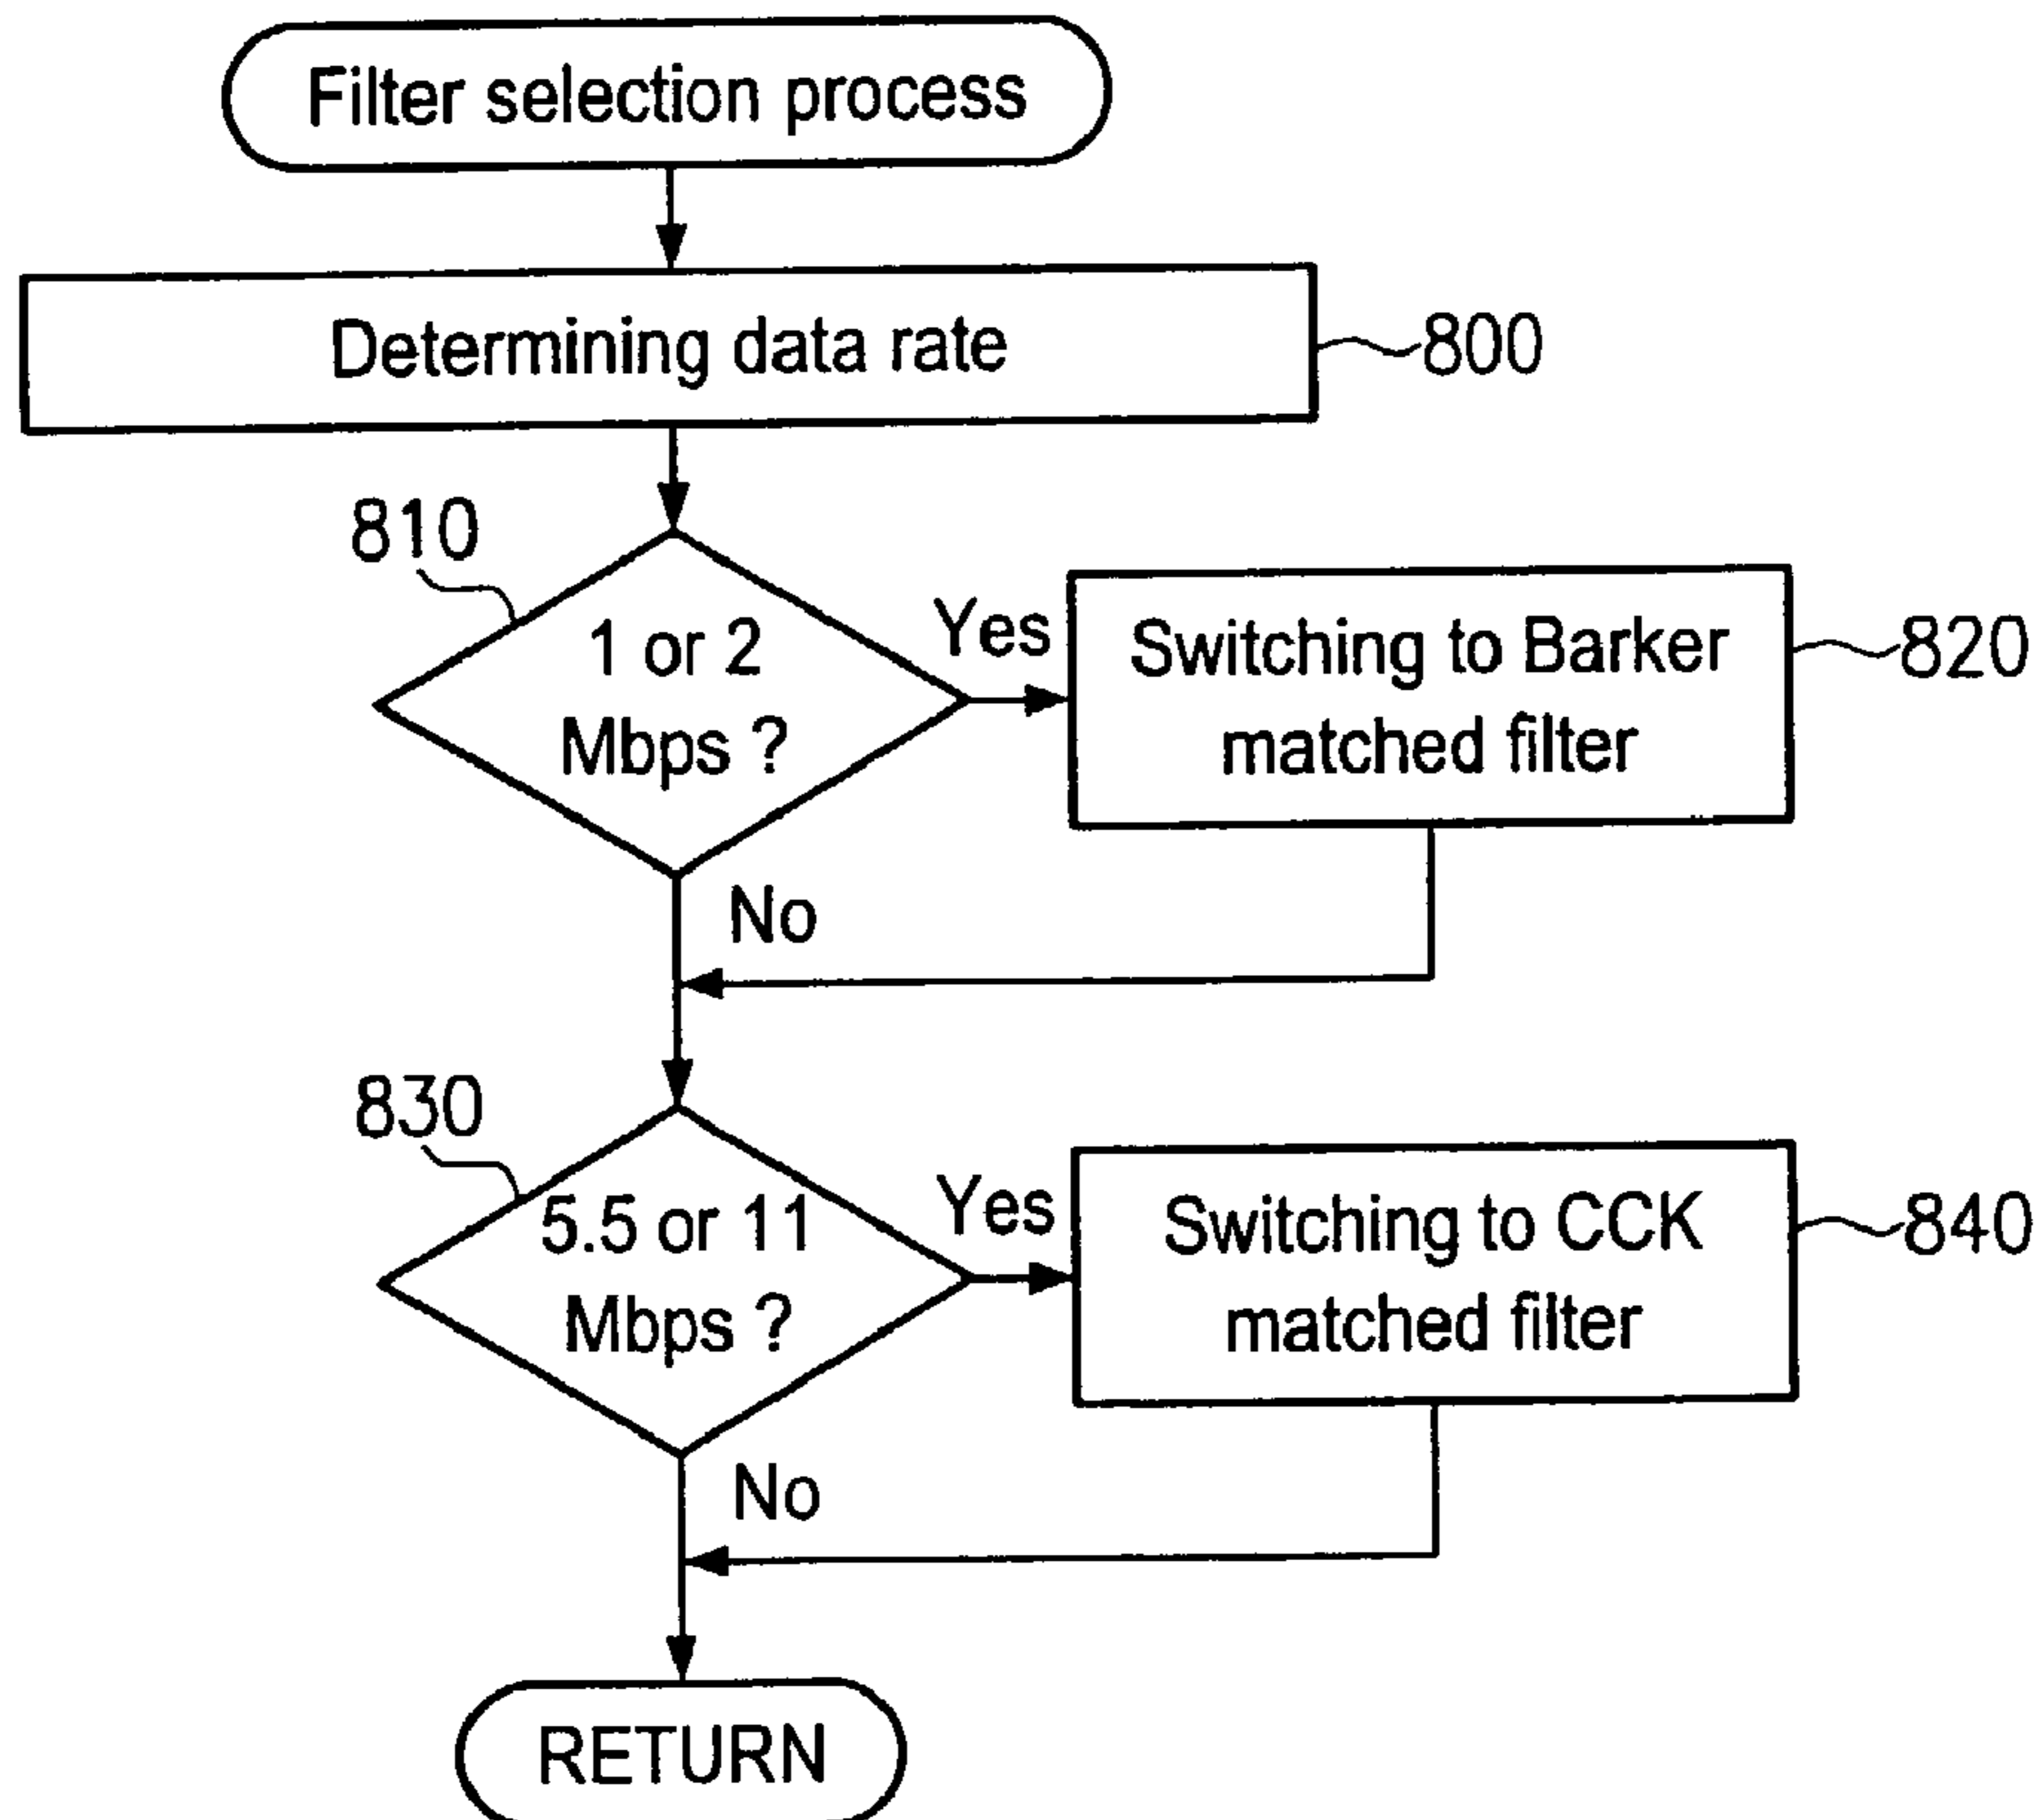 Filter selection process
Determining data rate
800
810
1 or 2
Mbps ?
Yes
Switching to Barker
matched filter
820
No
830
5.5 or 11
Mbps ?
Yes
Switching to CCK
matched filter
840
No
RETURN